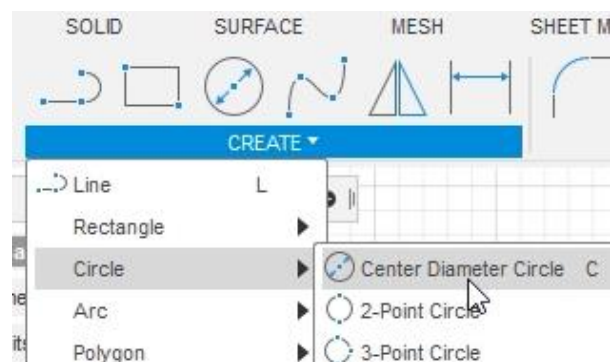 SOLID SURFACE MESH SHEET M
CREATE
Line L
Rectangle
Circle
Center Diameter Circle C
Arc
2-Point Circle
Polygon
3-Point Circle